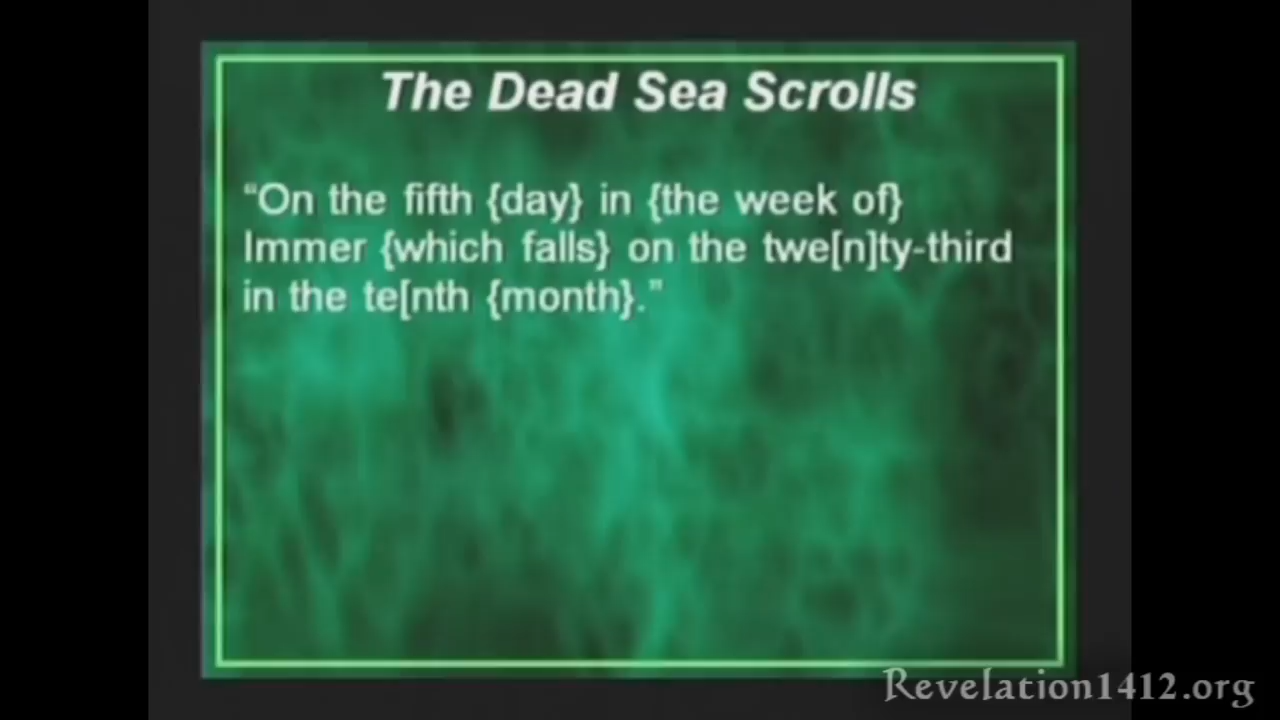 The Dead Sea Scrolls
“On the fifth {day} in {the week of}
Immer {which falls} on the twe[n]ty-third
in the te[nth {month}.”
Revelation1412.org